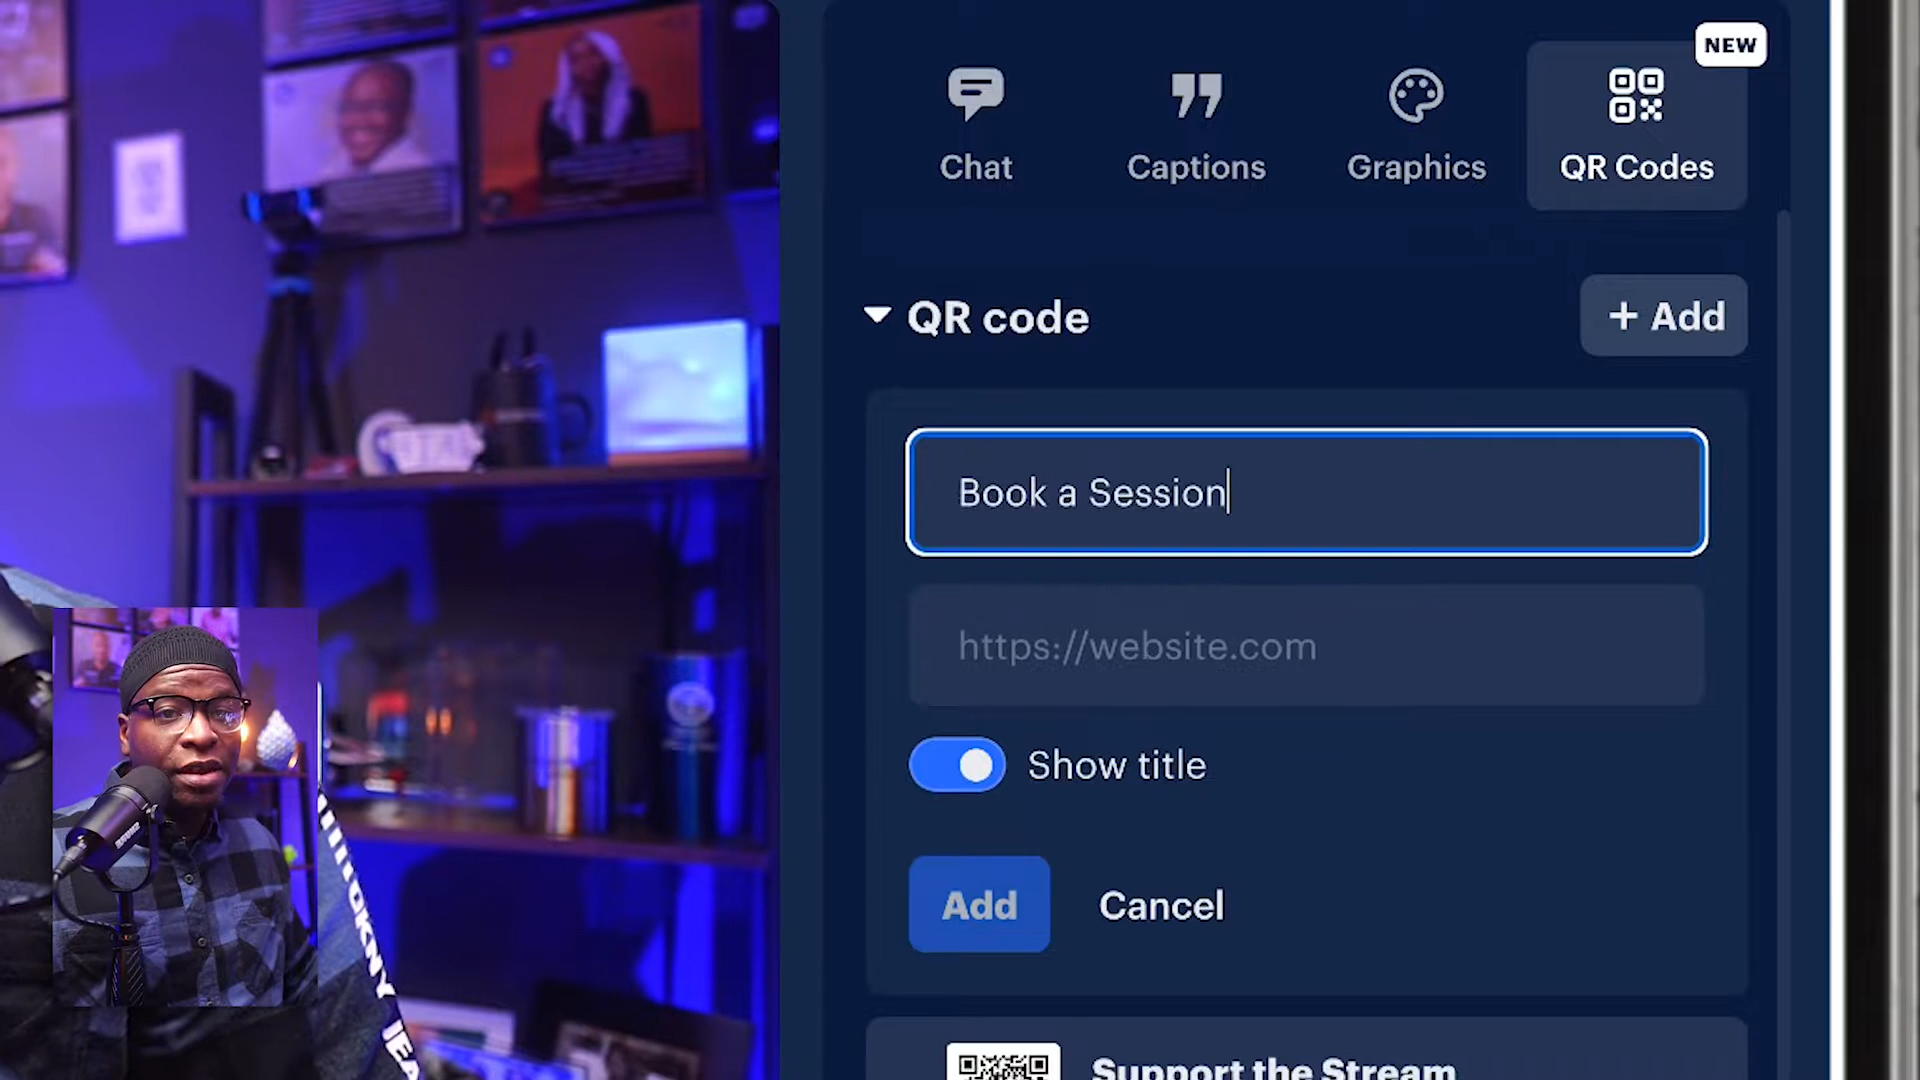 NEW
Chat
Captions
Graphics
QR Codes
QR code
+ Add
Book a Session
https://website.com
Show title
Add
Cancel
Support the Stream